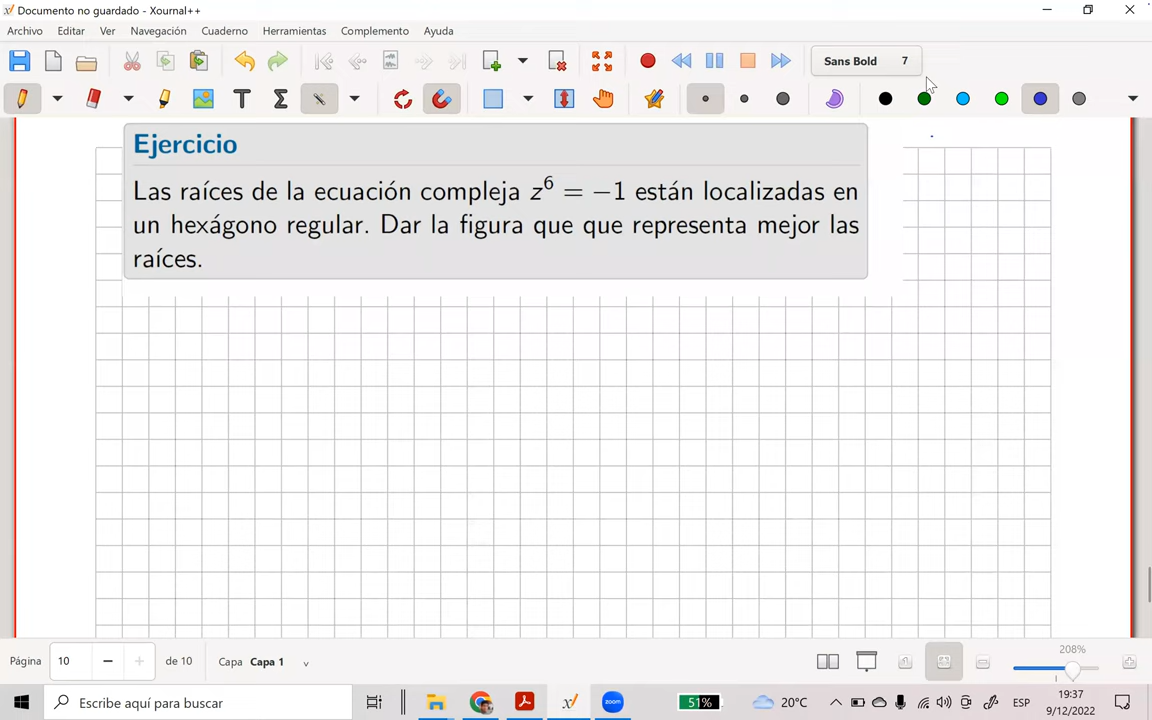 Documento no guardado - Xournal++
Archivo Editar Ver Navegación Cuaderno Herramientas Complemento Ayuda
Sans Bold 7
Ejercicio
Las raíces de la ecuación compleja z⁶ = −1 están localizadas en
un hexágono regular. Dar la figura que que representa mejor las
raíces.
Página 10 de 10 Capa Capa 1 208%
Escribe aquí para buscar zoom 51% 20°C ESP 19:37
9/12/2022